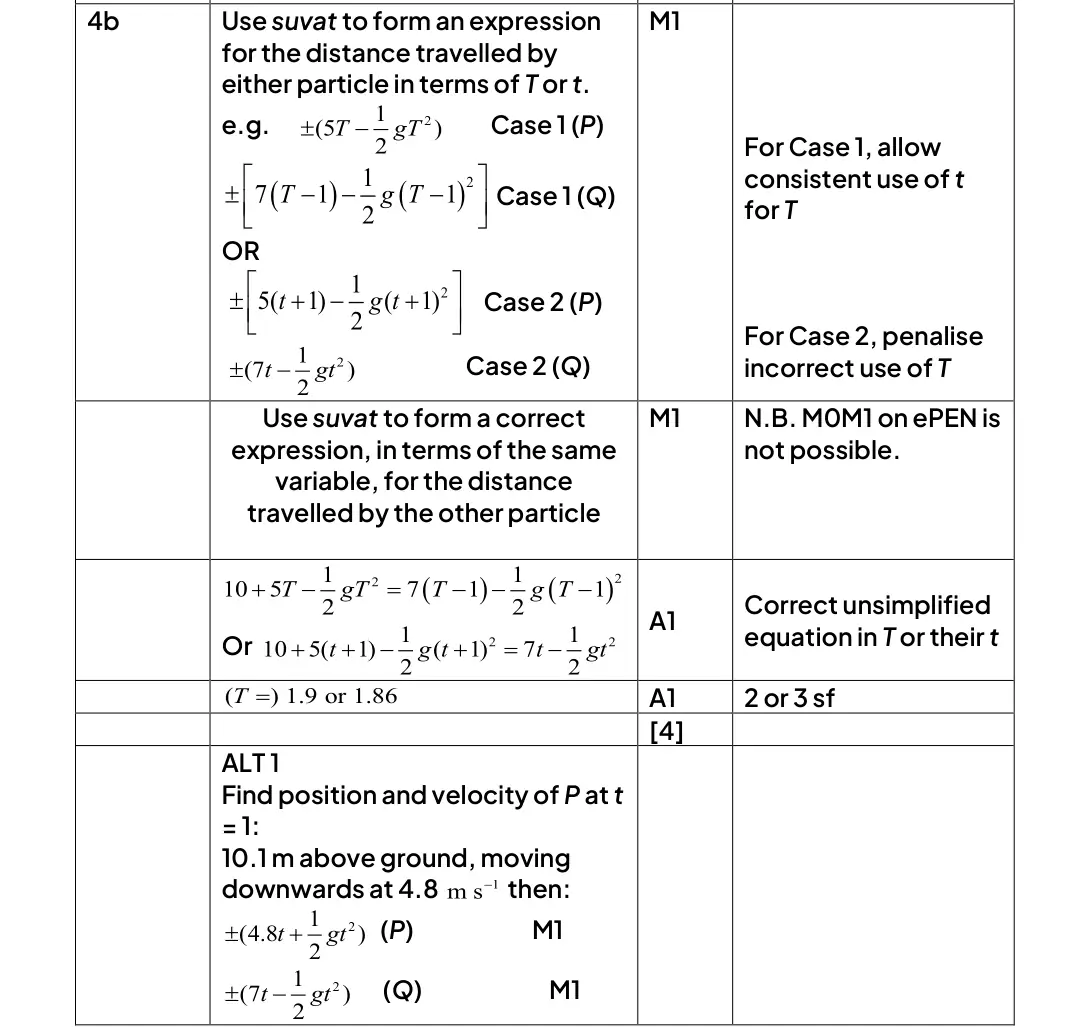 4b
Use suvat to form an expression
for the distance travelled by
either particle in terms of T or t.
M1
e.g. ±(5T − 1/2 gT²) Case 1 (P)
±[7(T − 1) − 1/2 g(T − 1)²] Case 1 (Q)
OR
±[5(t + 1) − 1/2 g(t + 1)²] Case 2 (P)
±(7t − 1/2 gt²) Case 2 (Q)
For Case 1, allow
consistent use of t
for T
For Case 2, penalise
incorrect use of T
Use suvat to form a correct
expression, in terms of the same
variable, for the distance
travelled by the other particle
M1
N.B. M0M1 on ePEN is
not possible.
10 + 5T − 1/2 gT² = 7(T − 1) − 1/2 g(T − 1)²
Or 10 + 5(t + 1) − 1/2 g(t + 1)² = 7t − 1/2 gt²
A1
Correct unsimplified
equation in T or their t
(T =) 1.9 or 1.86
A1
2 or 3 sf
[4]
ALT 1
Find position and velocity of P at t
= 1:
10.1 m above ground, moving
downwards at 4.8 m s⁻¹ then:
±(4.8t + 1/2 gt²) (P) M1
±(7t − 1/2 gt²) (Q) M1